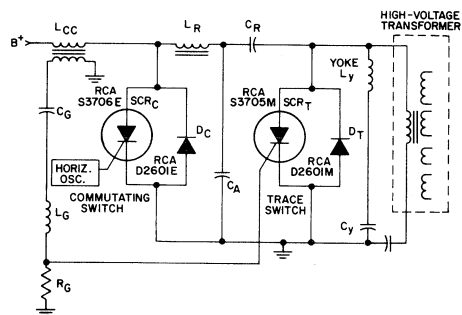 HIGH-VOLTAGE
TRANSFORMER
B+
LCC
LR
CR
YOKE
Ly
RCA
S3706E
SCRC
DC
RCA
S3705M
SCRT
DT
CG
HORIZ.
OSC.
RCA
D2601E
COMMUTATING
SWITCH
CA
RCA
D2601M
TRACE
SWITCH
Cy
LG
RG